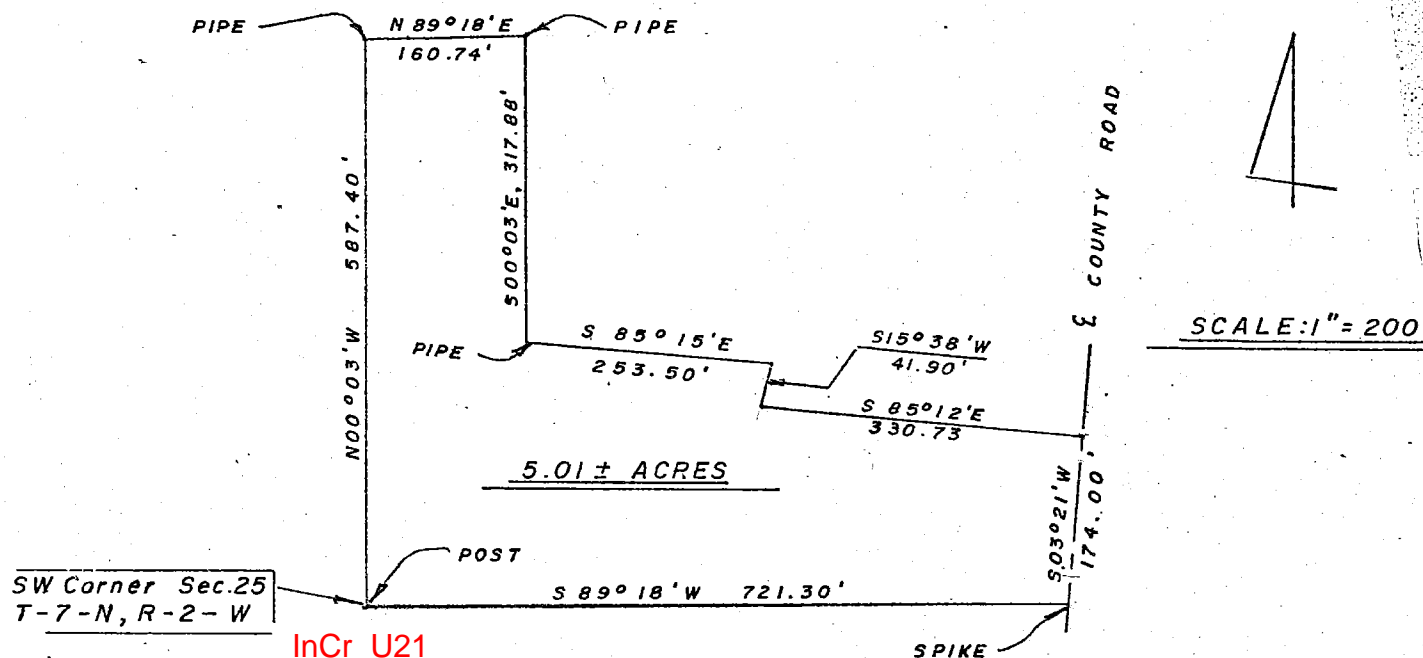 PIPE
N 89°18'E
160.74'
PIPE
N00°03'W 587.40'
S00°03'E, 317.88'
COUNTY ROAD
SCALE: 1" = 200
PIPE
S 85° 15'E
253.50'
S15° 38'W
41.90'
S 85°12'E
330.73
5.01 ± ACRES
S.03°21'W
174.00'
POST
SW Corner Sec.25
T-7-N, R-2-W
S 89° 18'W 721.30'
InCr U21
SPIKE